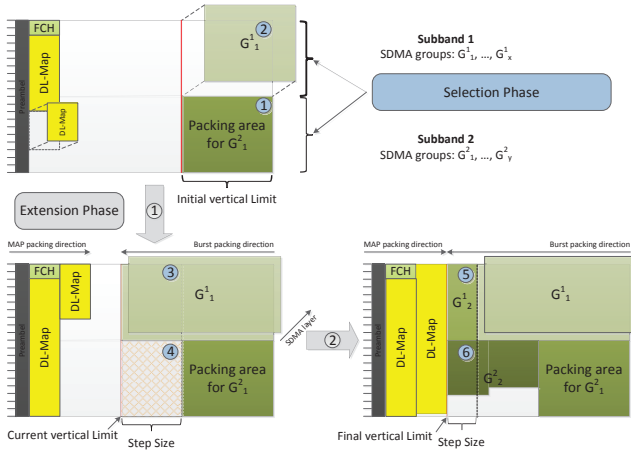 FCH
DL-Map
Preambel
DL-Map
2
G¹₁
1
Packing area
for G²₁
Initial vertical Limit
Subband 1
SDMA groups: G¹₁, …, G¹ₓ
Selection Phase
Subband 2
SDMA groups: G²₁, …, G²ᵧ
Extension Phase
1
MAP packing direction
Burst packing direction
FCH
DL-Map
DL-Map
Preambel
3
G¹₁
4
Packing area
for G²₁
SDMA layer
Current vertical Limit
Step Size
2
MAP packing direction
Burst packing direction
FCH
DL-Map
DL-Map
Preambel
5
G¹₂
G¹₁
6
G²₂
Packing area
for G²₁
Final vertical Limit
Step Size